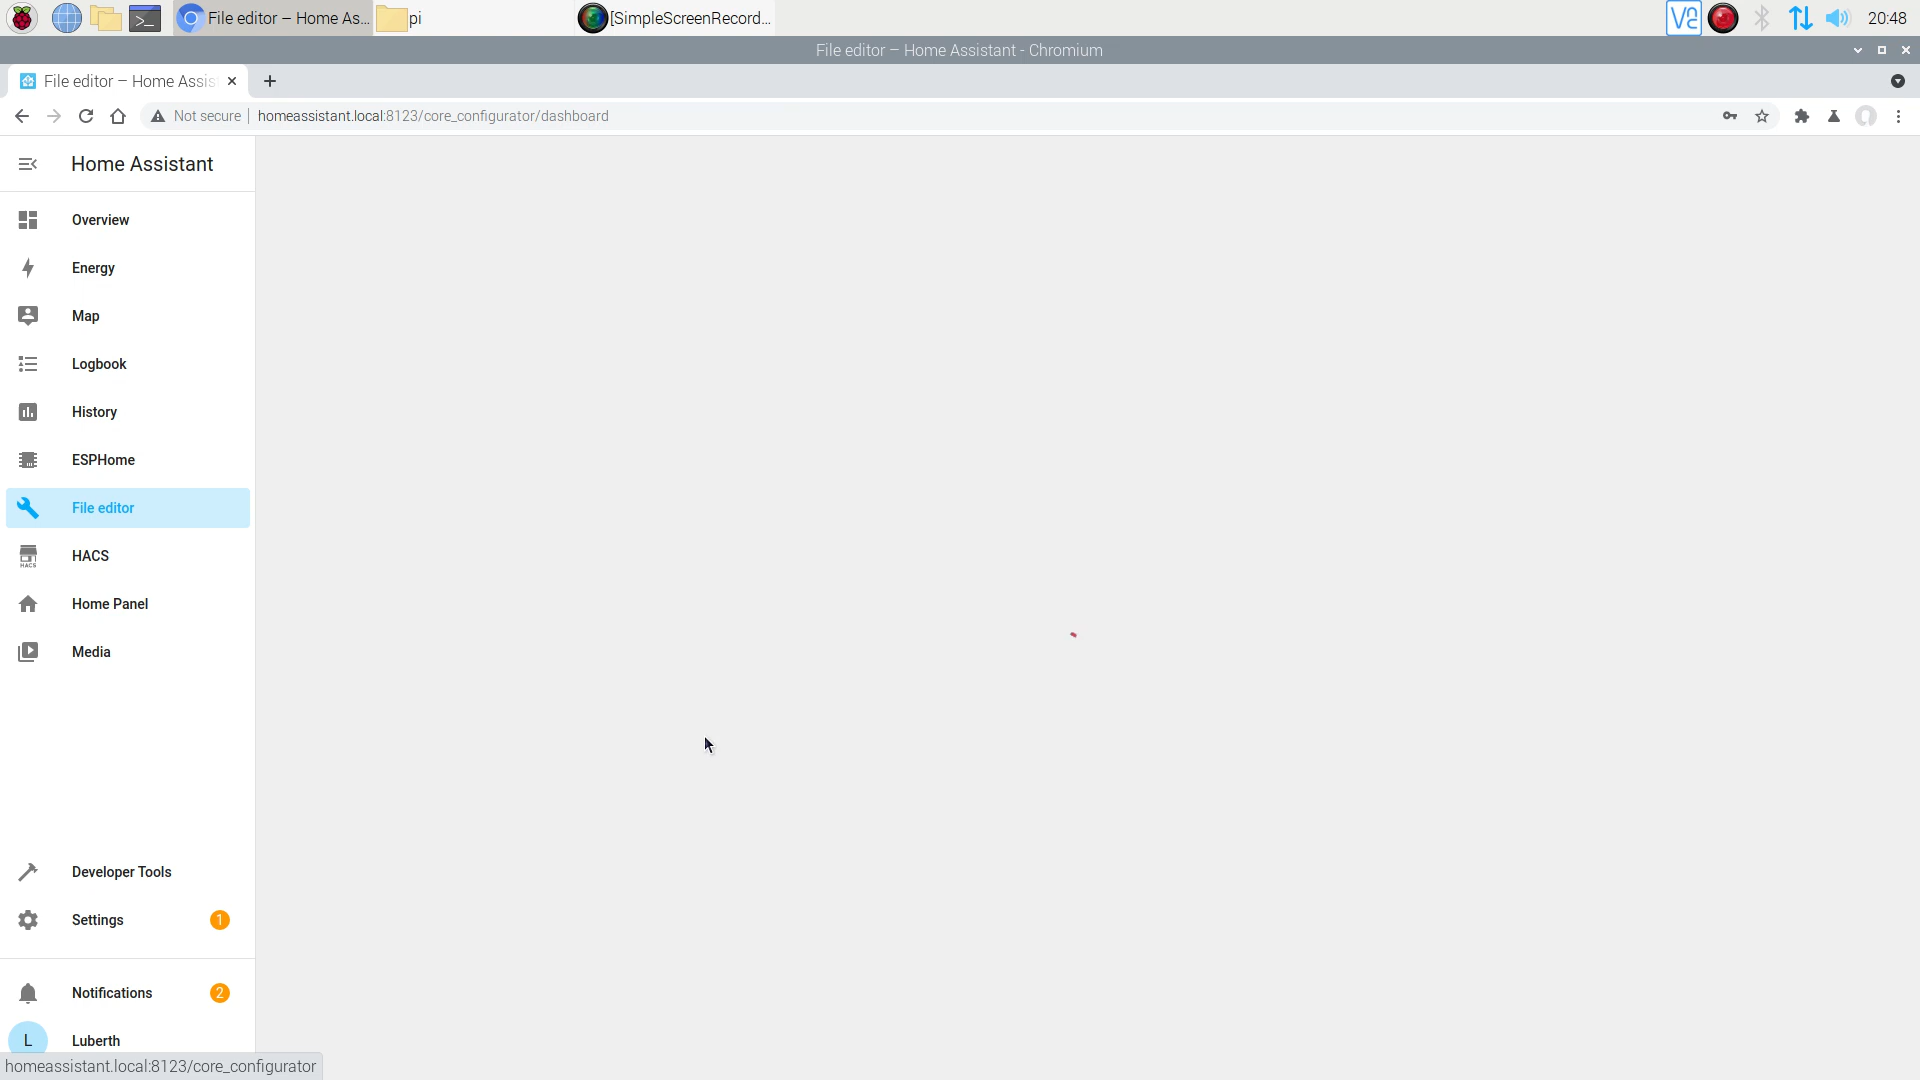 File editor – Home As...
pi
[SimpleScreenRecord...
20:48
File editor – Home Assistant - Chromium
File editor – Home Assis
Not secure
homeassistant.local:8123/core_configurator/dashboard
Home Assistant
Overview
Energy
Map
Logbook
History
ESPHome
File editor
HACS
HACS
Home Panel
Media
Developer Tools
Settings
1
Notifications
2
L
Luberth
homeassistant.local:8123/core_configurator